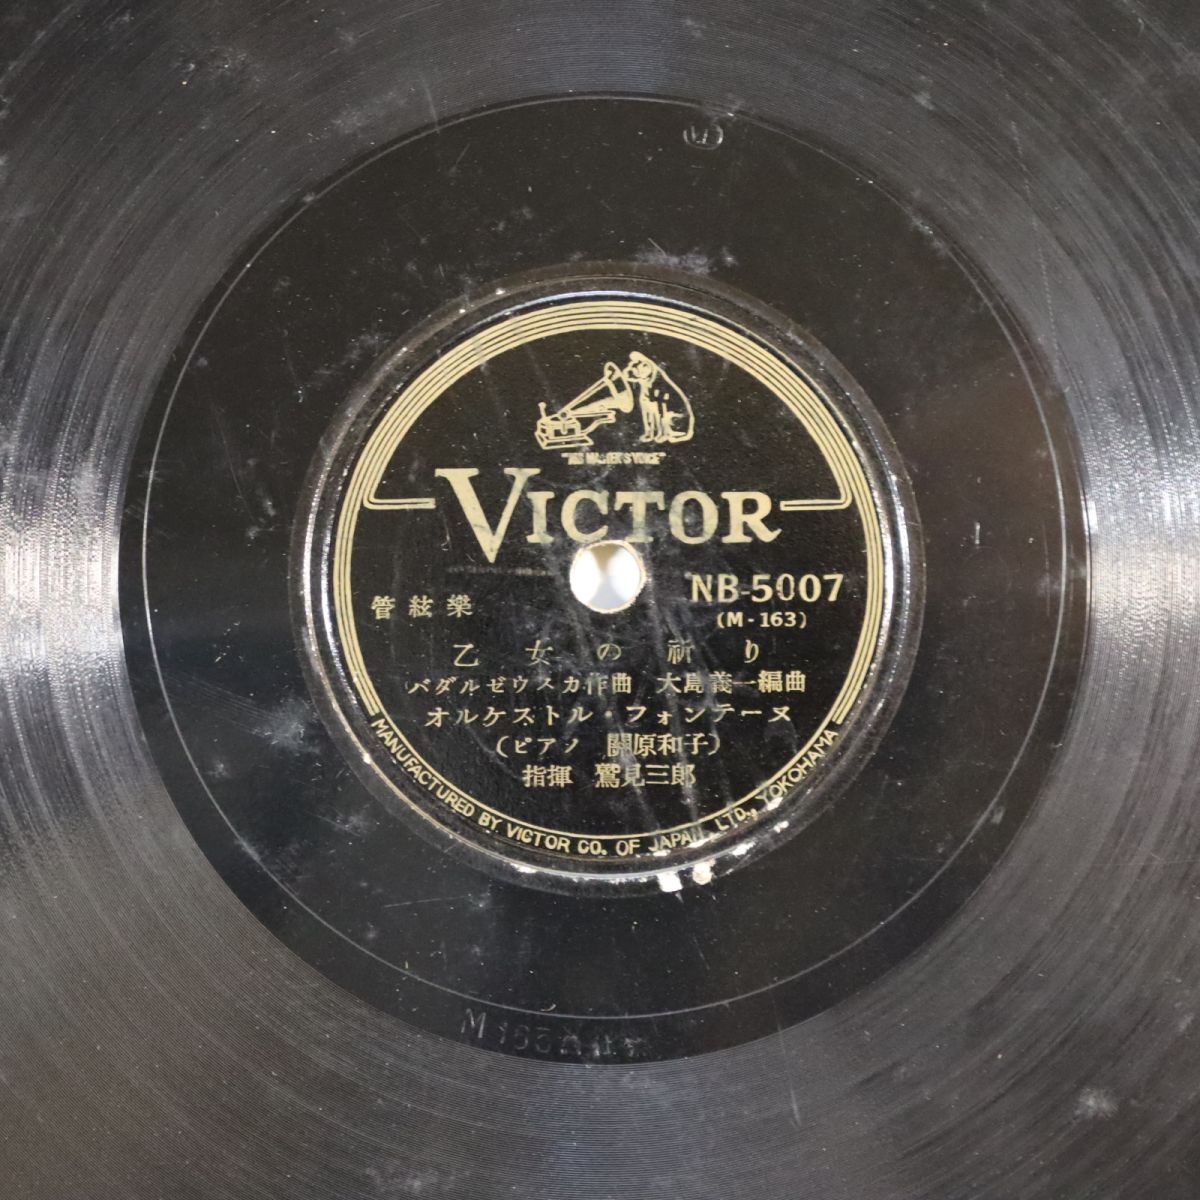 "HIS MASTER'S VOICE"
VICTOR
NB-5007
(M-163)
管絃樂
乙女の祈り
バダルゼウスカ作曲 大島義一編曲
オルケストル・フォンテーヌ
(ピアノ 關原和子)
指揮 鷲見三郎
MANUFACTURED BY VICTOR CO. OF JAPAN, LTD., YOKOHAMA
M 163